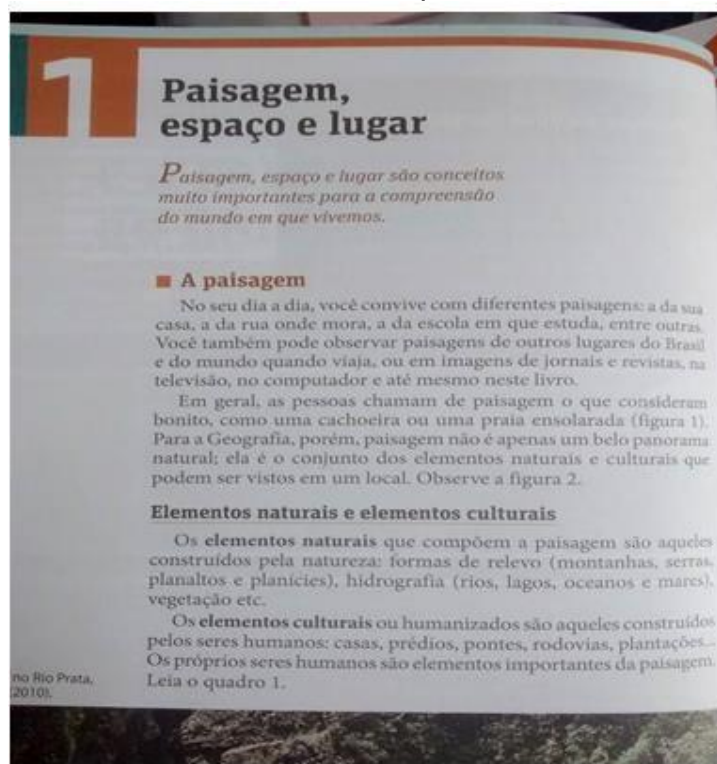 1
Paisagem,
espaço e lugar
Paisagem, espaço e lugar são conceitos
muito importantes para a compreensão
do mundo em que vivemos.
■ A paisagem
No seu dia a dia, você convive com diferentes paisagens: a da sua
casa, a da rua onde mora, a da escola em que estuda, entre outras.
Você também pode observar paisagens de outros lugares do Brasil
e do mundo quando viaja, ou em imagens de jornais e revistas, na
televisão, no computador e até mesmo neste livro.
Em geral, as pessoas chamam de paisagem o que consideram
bonito, como uma cachoeira ou uma praia ensolarada (figura 1).
Para a Geografia, porém, paisagem não é apenas um belo panorama
natural; ela é o conjunto dos elementos naturais e culturais que
podem ser vistos em um local. Observe a figura 2.
Elementos naturais e elementos culturais
Os elementos naturais que compõem a paisagem são aqueles
construídos pela natureza: formas de relevo (montanhas, serras,
planaltos e planícies), hidrografia (rios, lagos, oceanos e mares),
vegetação etc.
Os elementos culturais ou humanizados são aqueles construídos
pelos seres humanos: casas, prédios, pontes, rodovias, plantações...
Os próprios seres humanos são elementos importantes da paisagem.
Leia o quadro 1.
no Rio Prata,
2010).